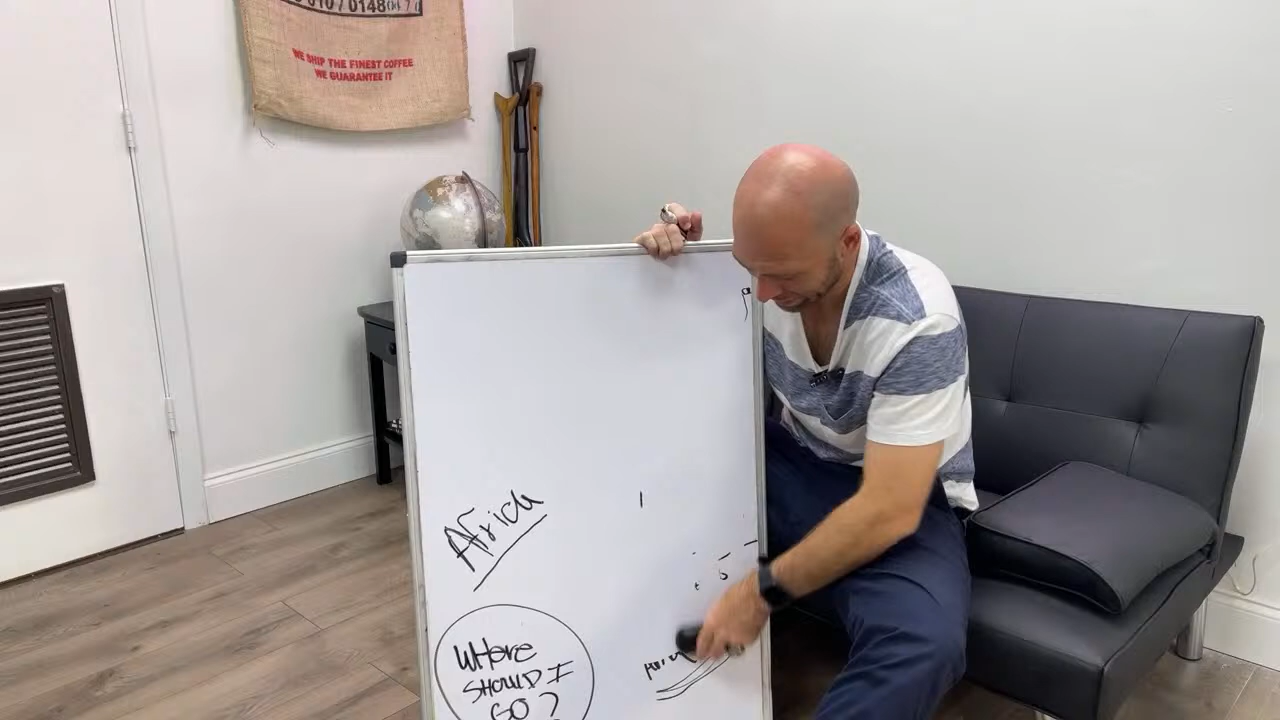 WE SHIP THE FINEST COFFEE
WE GUARANTEE IT
Africa
WHERE
SHOULD I
GO?